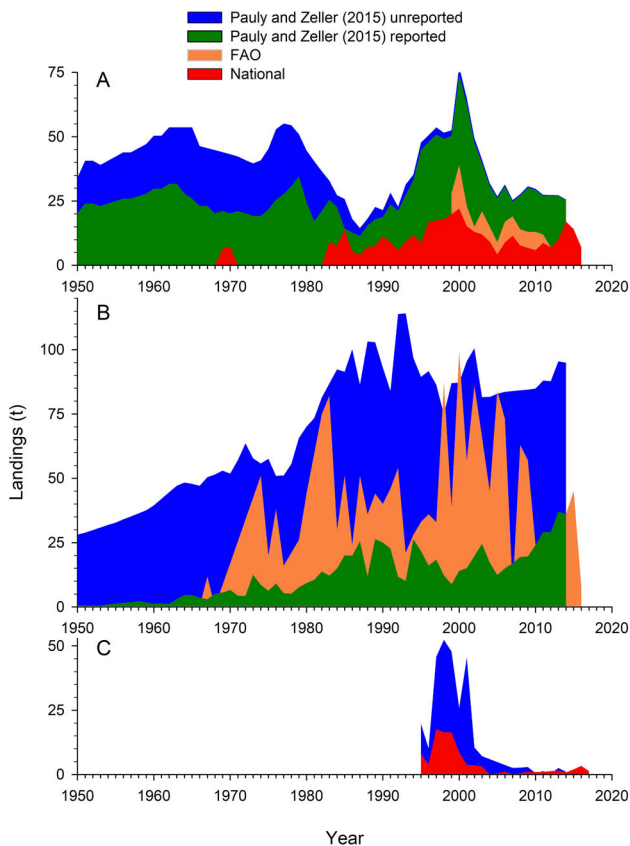 Pauly and Zeller (2015) unreported
Pauly and Zeller (2015) reported
FAO
National
A
75
50
25
0
1950 1960 1970 1980 1990 2000 2010 2020
B
100
75
50
25
0
1950 1960 1970 1980 1990 2000 2010 2020
Landings (t)
C
50
25
0
1950 1960 1970 1980 1990 2000 2010 2020
Year